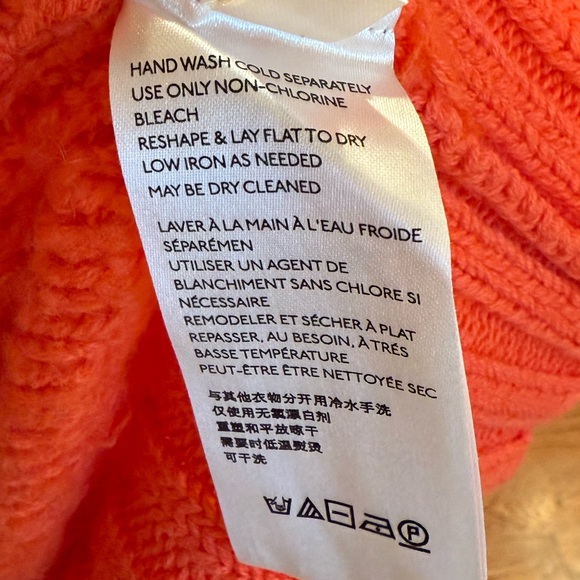 HAND WASH COLD SEPARATELY
USE ONLY NON-CHLORINE
BLEACH
RESHAPE & LAY FLAT TO DRY
LOW IRON AS NEEDED
MAY BE DRY CLEANED
LAVER À LA MAIN À L'EAU FROIDE
SÉPARÉMEN
UTILISER UN AGENT DE
BLANCHIMENT SANS CHLORE SI
NÉCESSAIRE
REMODELER ET SÉCHER À PLAT
REPASSER, AU BESOIN, À TRÉS
BASSE TEMPÉRATURE
PEUT-ÊTRE ÊTRE NETTOYÉE SEC
与其他衣物分开用冷水手洗
仅使用无氯漂白剂
重塑和平放晾干
需要时低温熨烫
可干洗
P